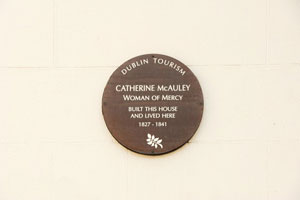 DUBLIN TOURISM
CATHERINE McAULEY
WOMAN OF MERCY
BUILT THIS HOUSE
AND LIVED HERE
1827 - 1841